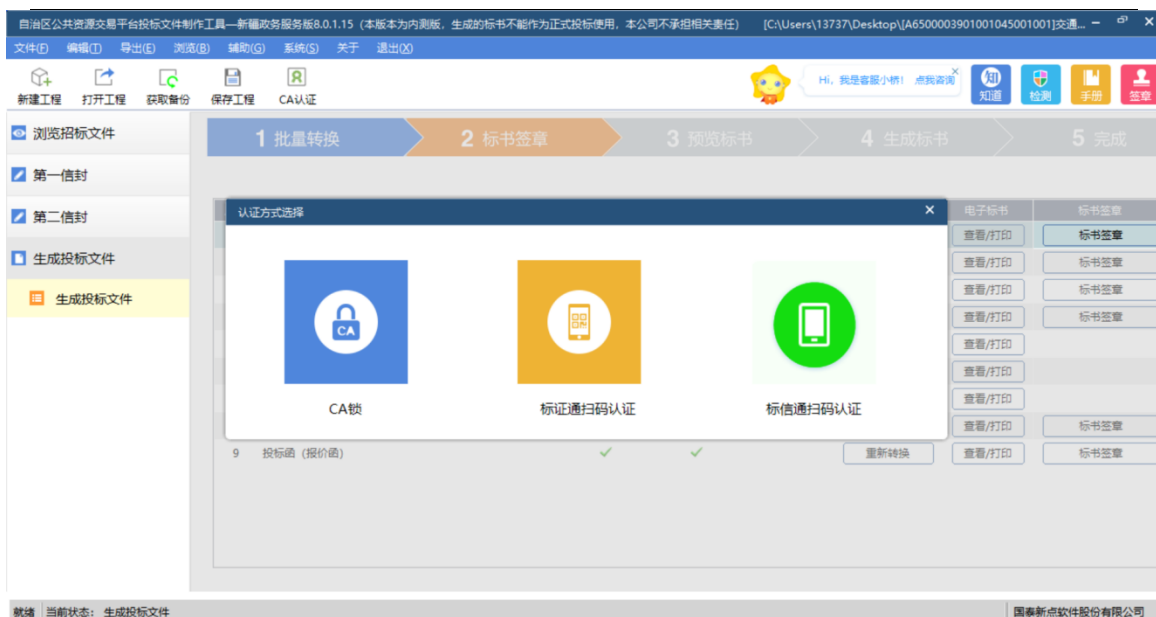 自治区公共资源交易平台投标文件制作工具—新疆政务服务版8.0.1.15（本版本为内测版，生成的标书不能作为正式投标使用，本公司不承担相关责任） [C:\Users\13737\Desktop\[A6500003901001045001001]交通...
文件(F) 编辑(T) 导出(E) 浏览(B) 辅助(G) 系统(S) 关于 退出(X)
新建工程 打开工程 获取备份 保存工程 CA认证
Hi，我是客服小桥！ 点我咨询
知
知道 检测 手册 签章
浏览招标文件
第一信封
第二信封
生成投标文件
生成投标文件
1 批量转换 2 标书签章 3 预览标书 4 生成标书 5 完成
电子标书 标书签章
认证方式选择
CA
CA锁 标证通扫码认证 标信通扫码认证
查看/打印 标书签章
查看/打印 标书签章
查看/打印 标书签章
查看/打印 标书签章
查看/打印
查看/打印
查看/打印
查看/打印 标书签章
9 投标函（报价函） 重新转换 查看/打印 标书签章
就绪 当前状态： 生成投标文件 国泰新点软件股份有限公司